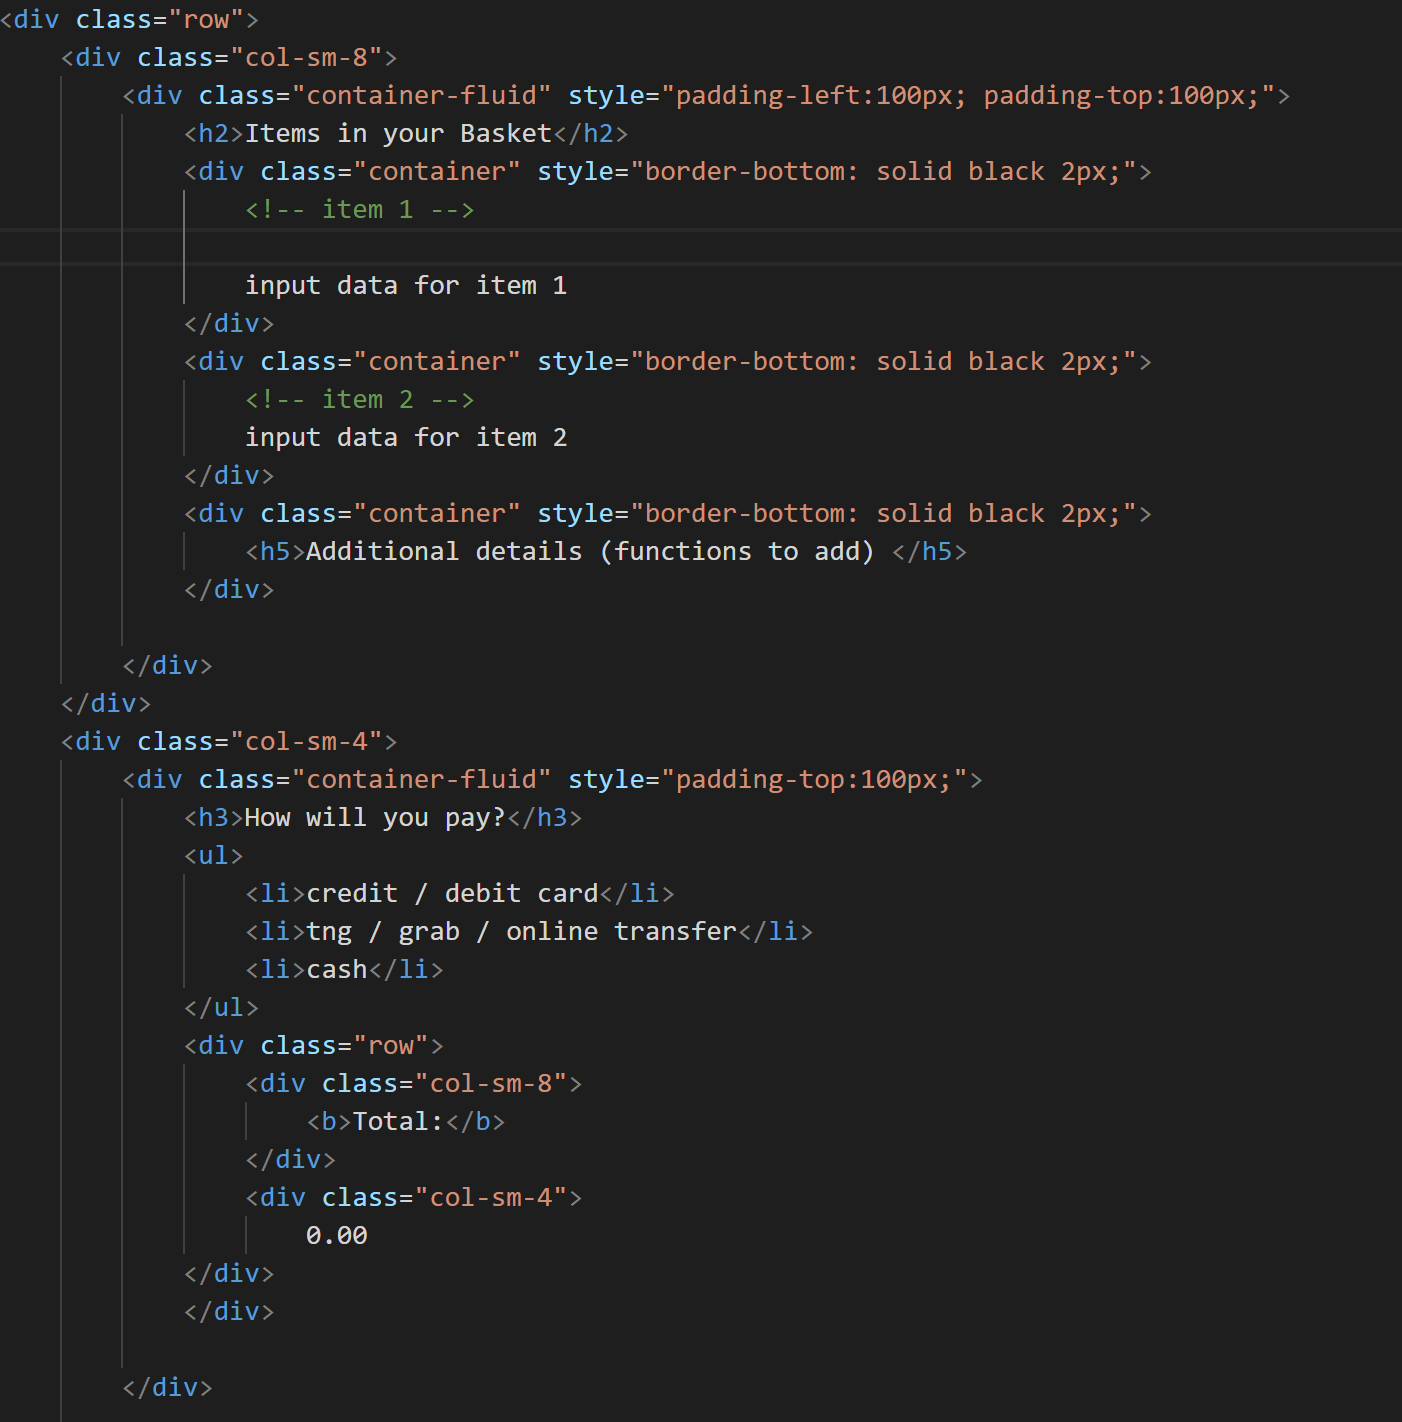 <div class="row">
    <div class="col-sm-8">
        <div class="container-fluid" style="padding-left:100px; padding-top:100px;">
            <h2>Items in your Basket</h2>
            <div class="container" style="border-bottom: solid black 2px;">
                <!-- item 1 -->
                input data for item 1
            </div>
            <div class="container" style="border-bottom: solid black 2px;">
                <!-- item 2 -->
                input data for item 2
            </div>
            <div class="container" style="border-bottom: solid black 2px;">
                <h5>Additional details (functions to add) </h5>
            </div>
        </div>
    </div>
    <div class="col-sm-4">
        <div class="container-fluid" style="padding-top:100px;">
            <h3>How will you pay?</h3>
            <ul>
                <li>credit / debit card</li>
                <li>tng / grab / online transfer</li>
                <li>cash</li>
            </ul>
            <div class="row">
                <div class="col-sm-8">
                    <b>Total:</b>
                </div>
                <div class="col-sm-4">
                    0.00
            </div>
            </div>
        </div>